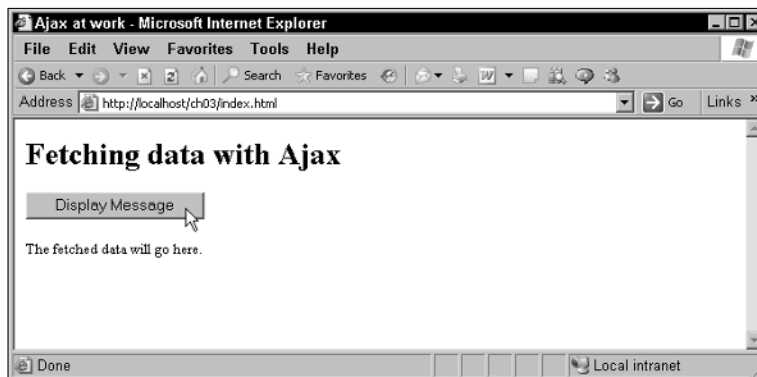 Ajax at work - Microsoft Internet Explorer
File Edit View Favorites Tools Help
Back Search Favorites
Address http://localhost/ch03/index.html Go Links »
Fetching data with Ajax
Display Message
The fetched data will go here.
Done Local intranet